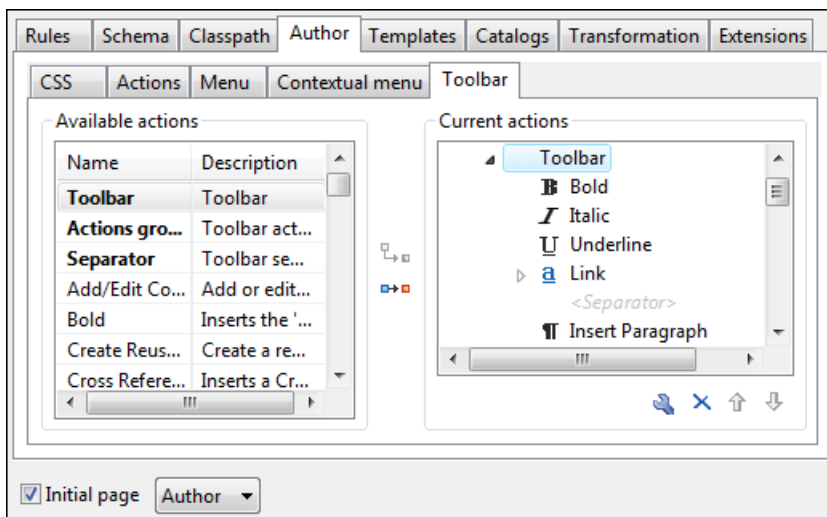 Rules Schema Classpath Author Templates Catalogs Transformation Extensions
CSS Actions Menu Contextual menu Toolbar
Available actions
Name Description
Toolbar Toolbar
Actions gro... Toolbar act...
Separator Toolbar se...
Add/Edit Co... Add or edit...
Bold Inserts the '...
Create Reus... Create a re...
Cross Refere... Inserts a Cr...
Current actions
Toolbar
B Bold
I Italic
U Underline
a Link
<Separator>
¶ Insert Paragraph
Initial page Author